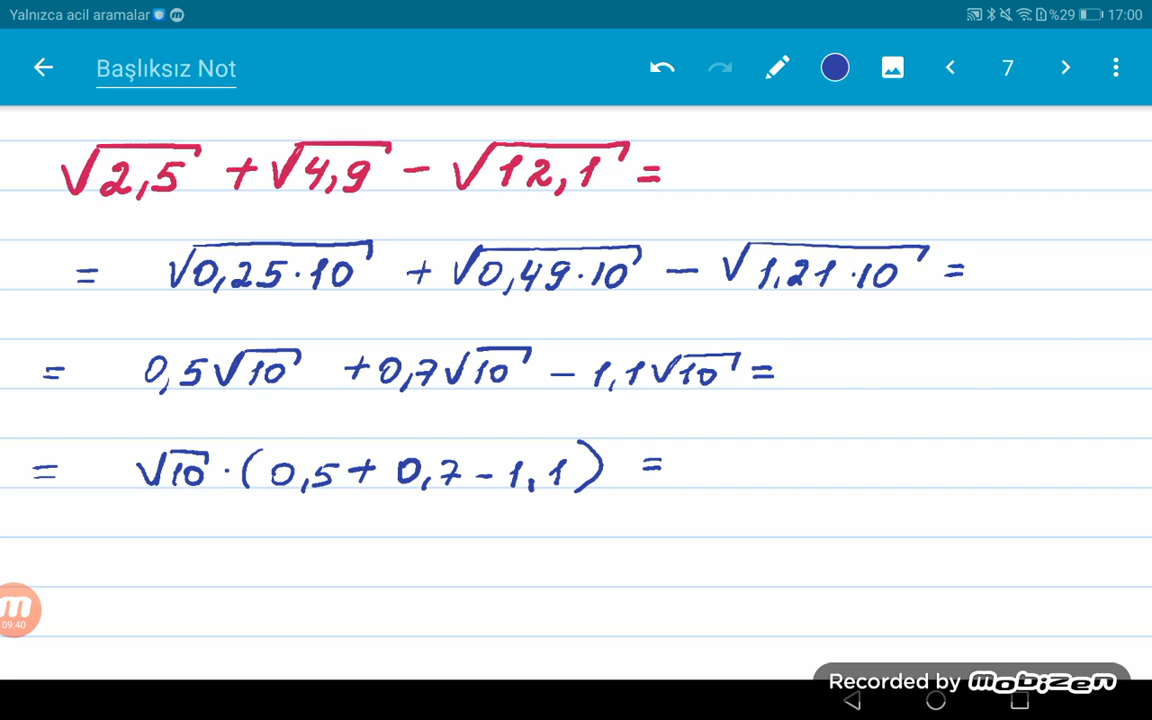 Yalnızca acil aramalar %29 17:00
Başlıksız Not 7
√2,5 + √4,9 - √12,1 =
= √0,25·10 + √0,49·10 - √1,21·10 =
= 0,5√10 + 0,7√10 - 1,1√10 =
= √10·(0,5 + 0,7 - 1,1) =
m
09:40
Recorded by mobizen